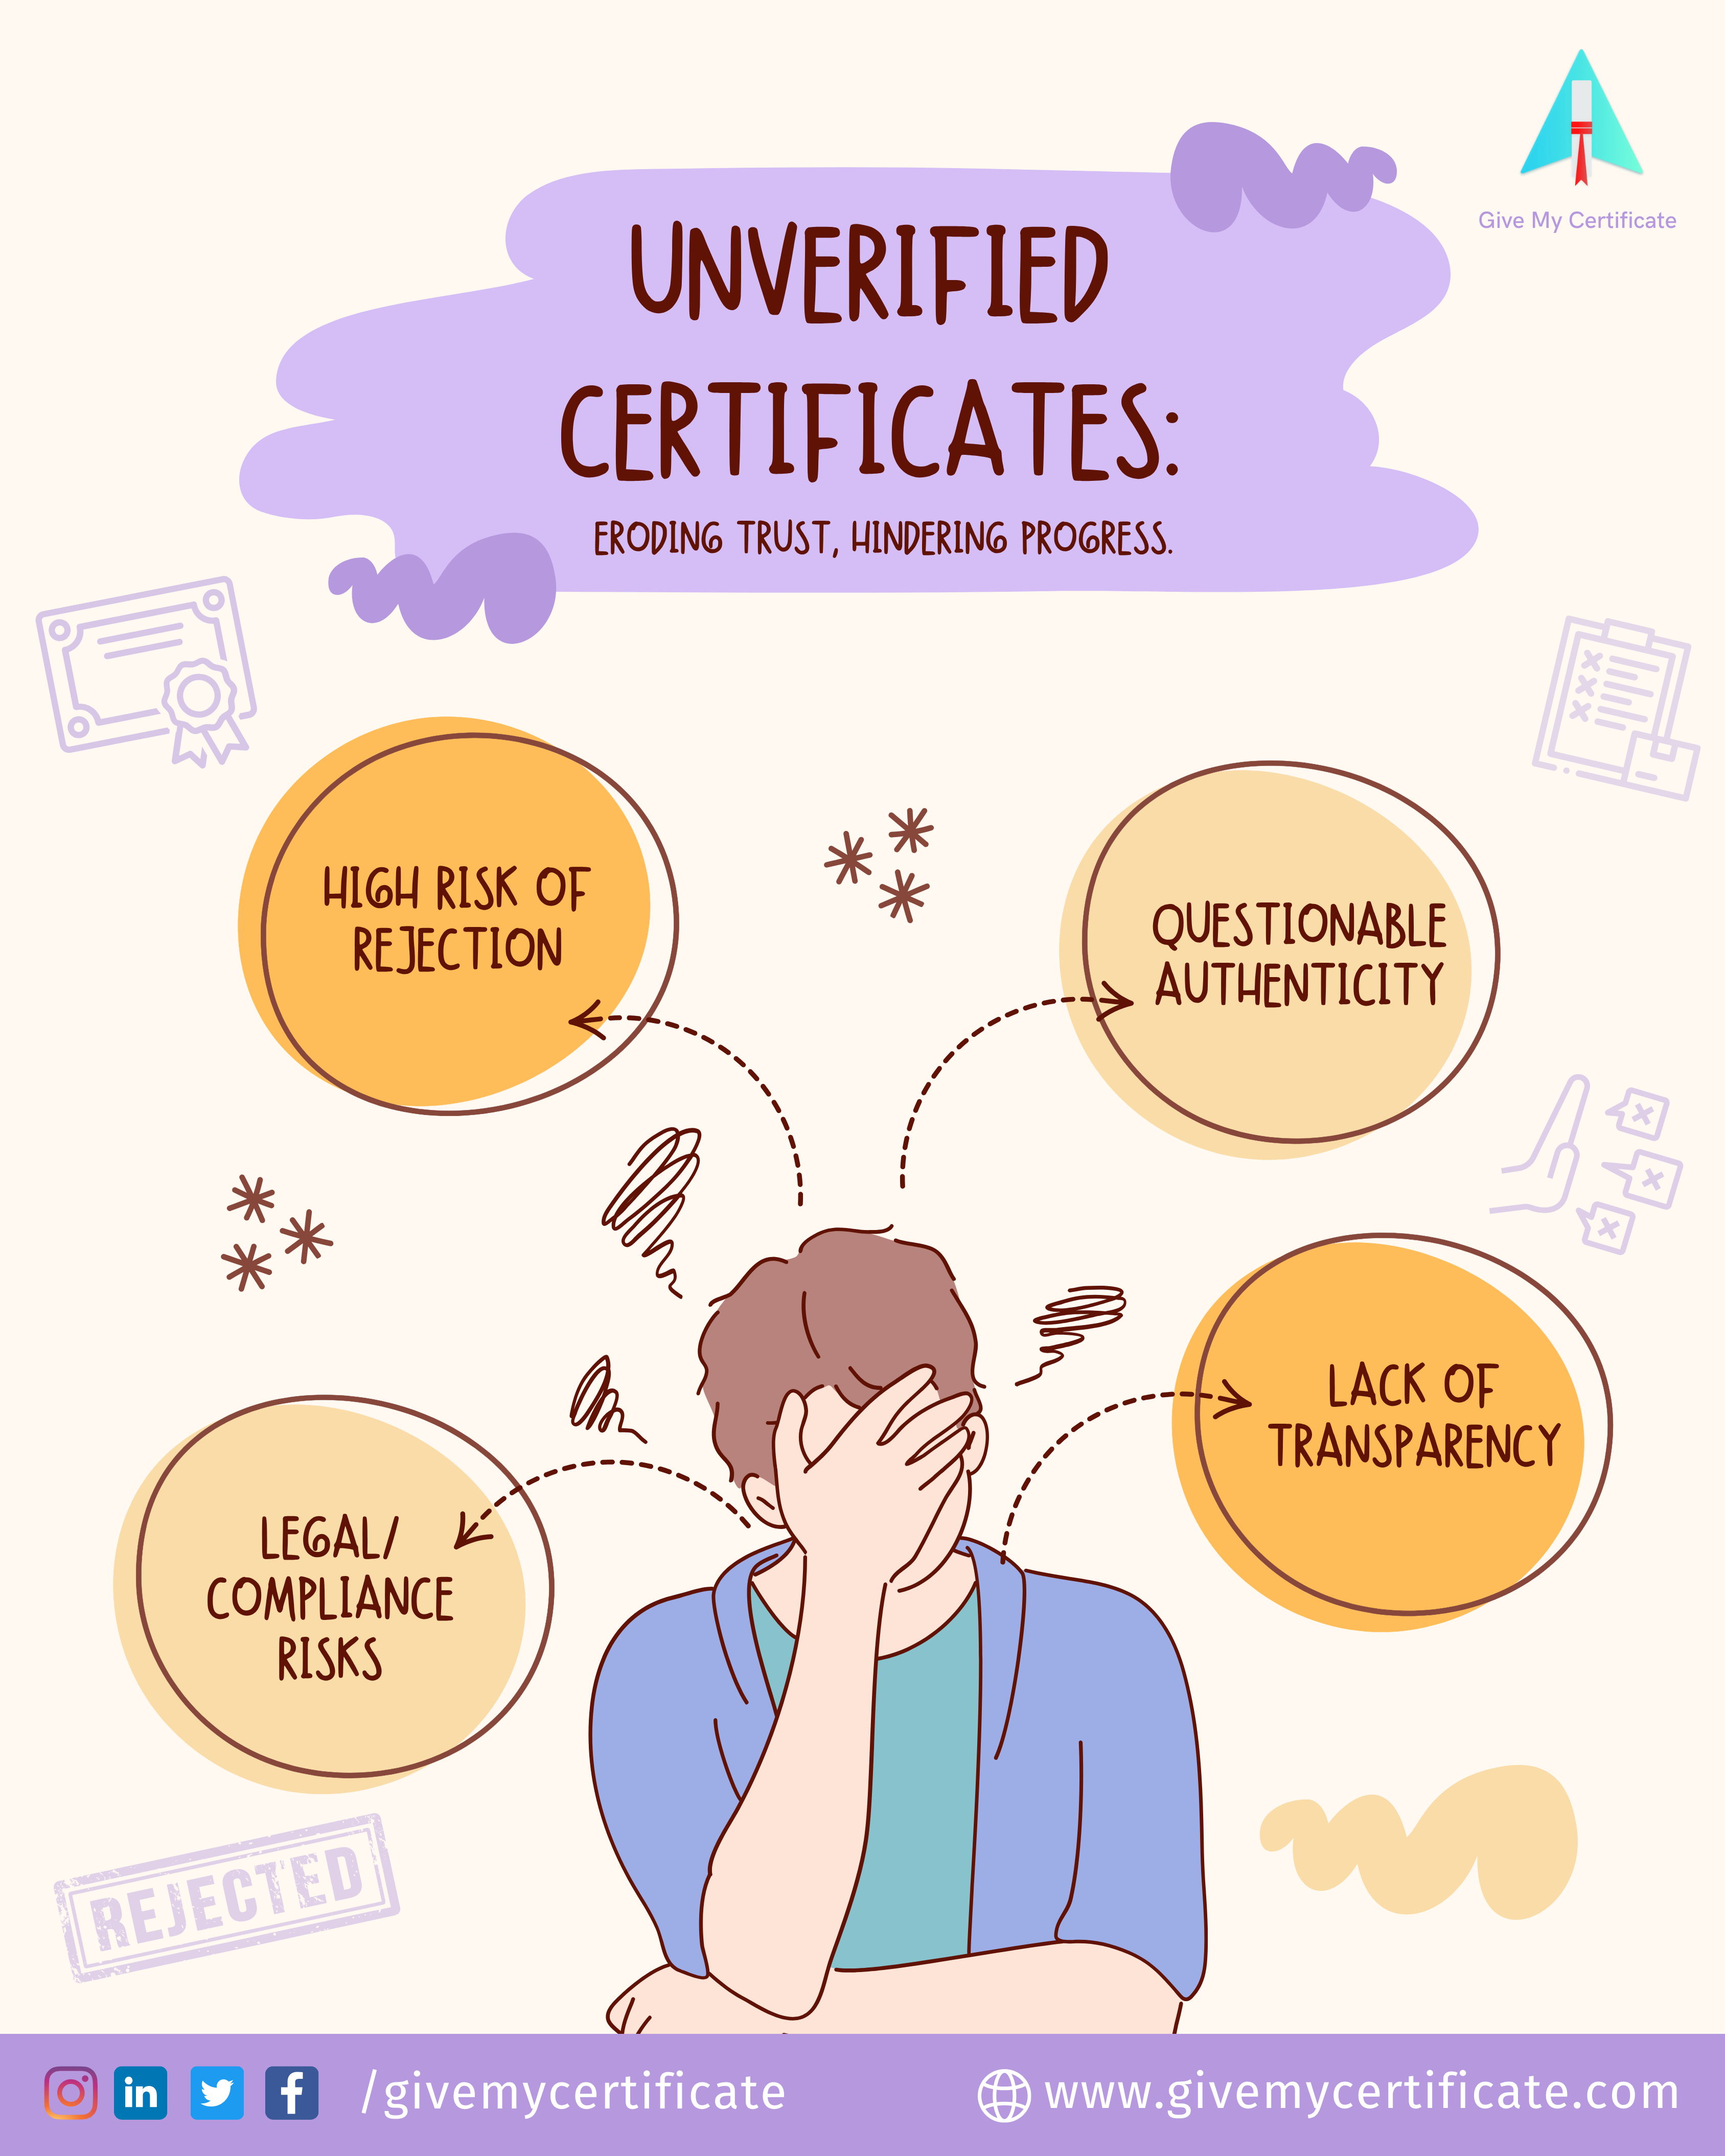 Give My Certificate
UNVERIFIED
CERTIFICATES:
ERODING TRUST, HINDERING PROGRESS.
HIGH RISK OF
REJECTION
QUESTIONABLE
AUTHENTICITY
LACK OF
TRANSPARENCY
LEGAL/
COMPLIANCE
RISKS
REJECTED
in
/givemycertificate
www.givemycertificate.com